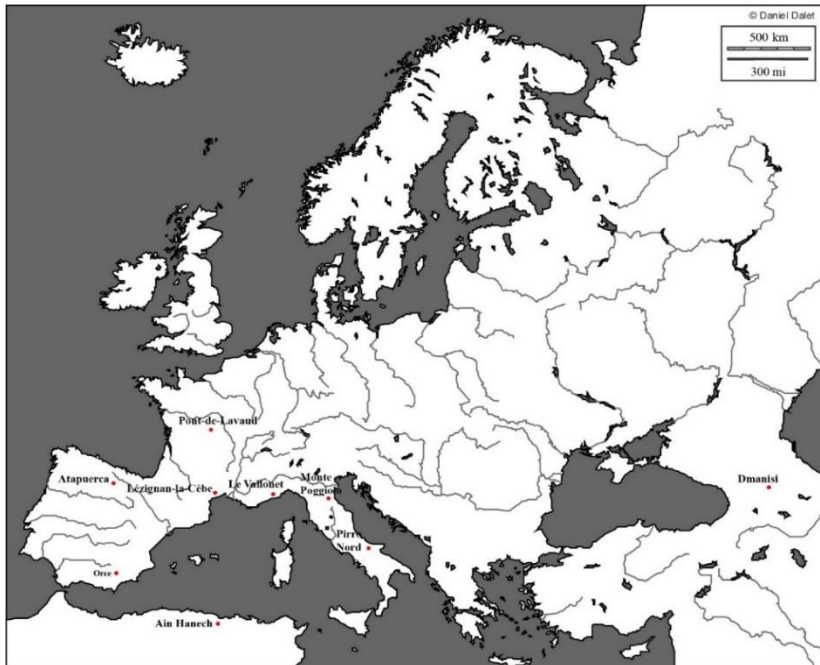 © Daniel Dalet
500 km
300 mi
Pont-de-Lavaud
Atapuerca
Lézignan-la-Cèbe
Le Vallonet
Monte
Poggiolo
Dmanisi
Pirro
Nord
Orce
Ain Hanech